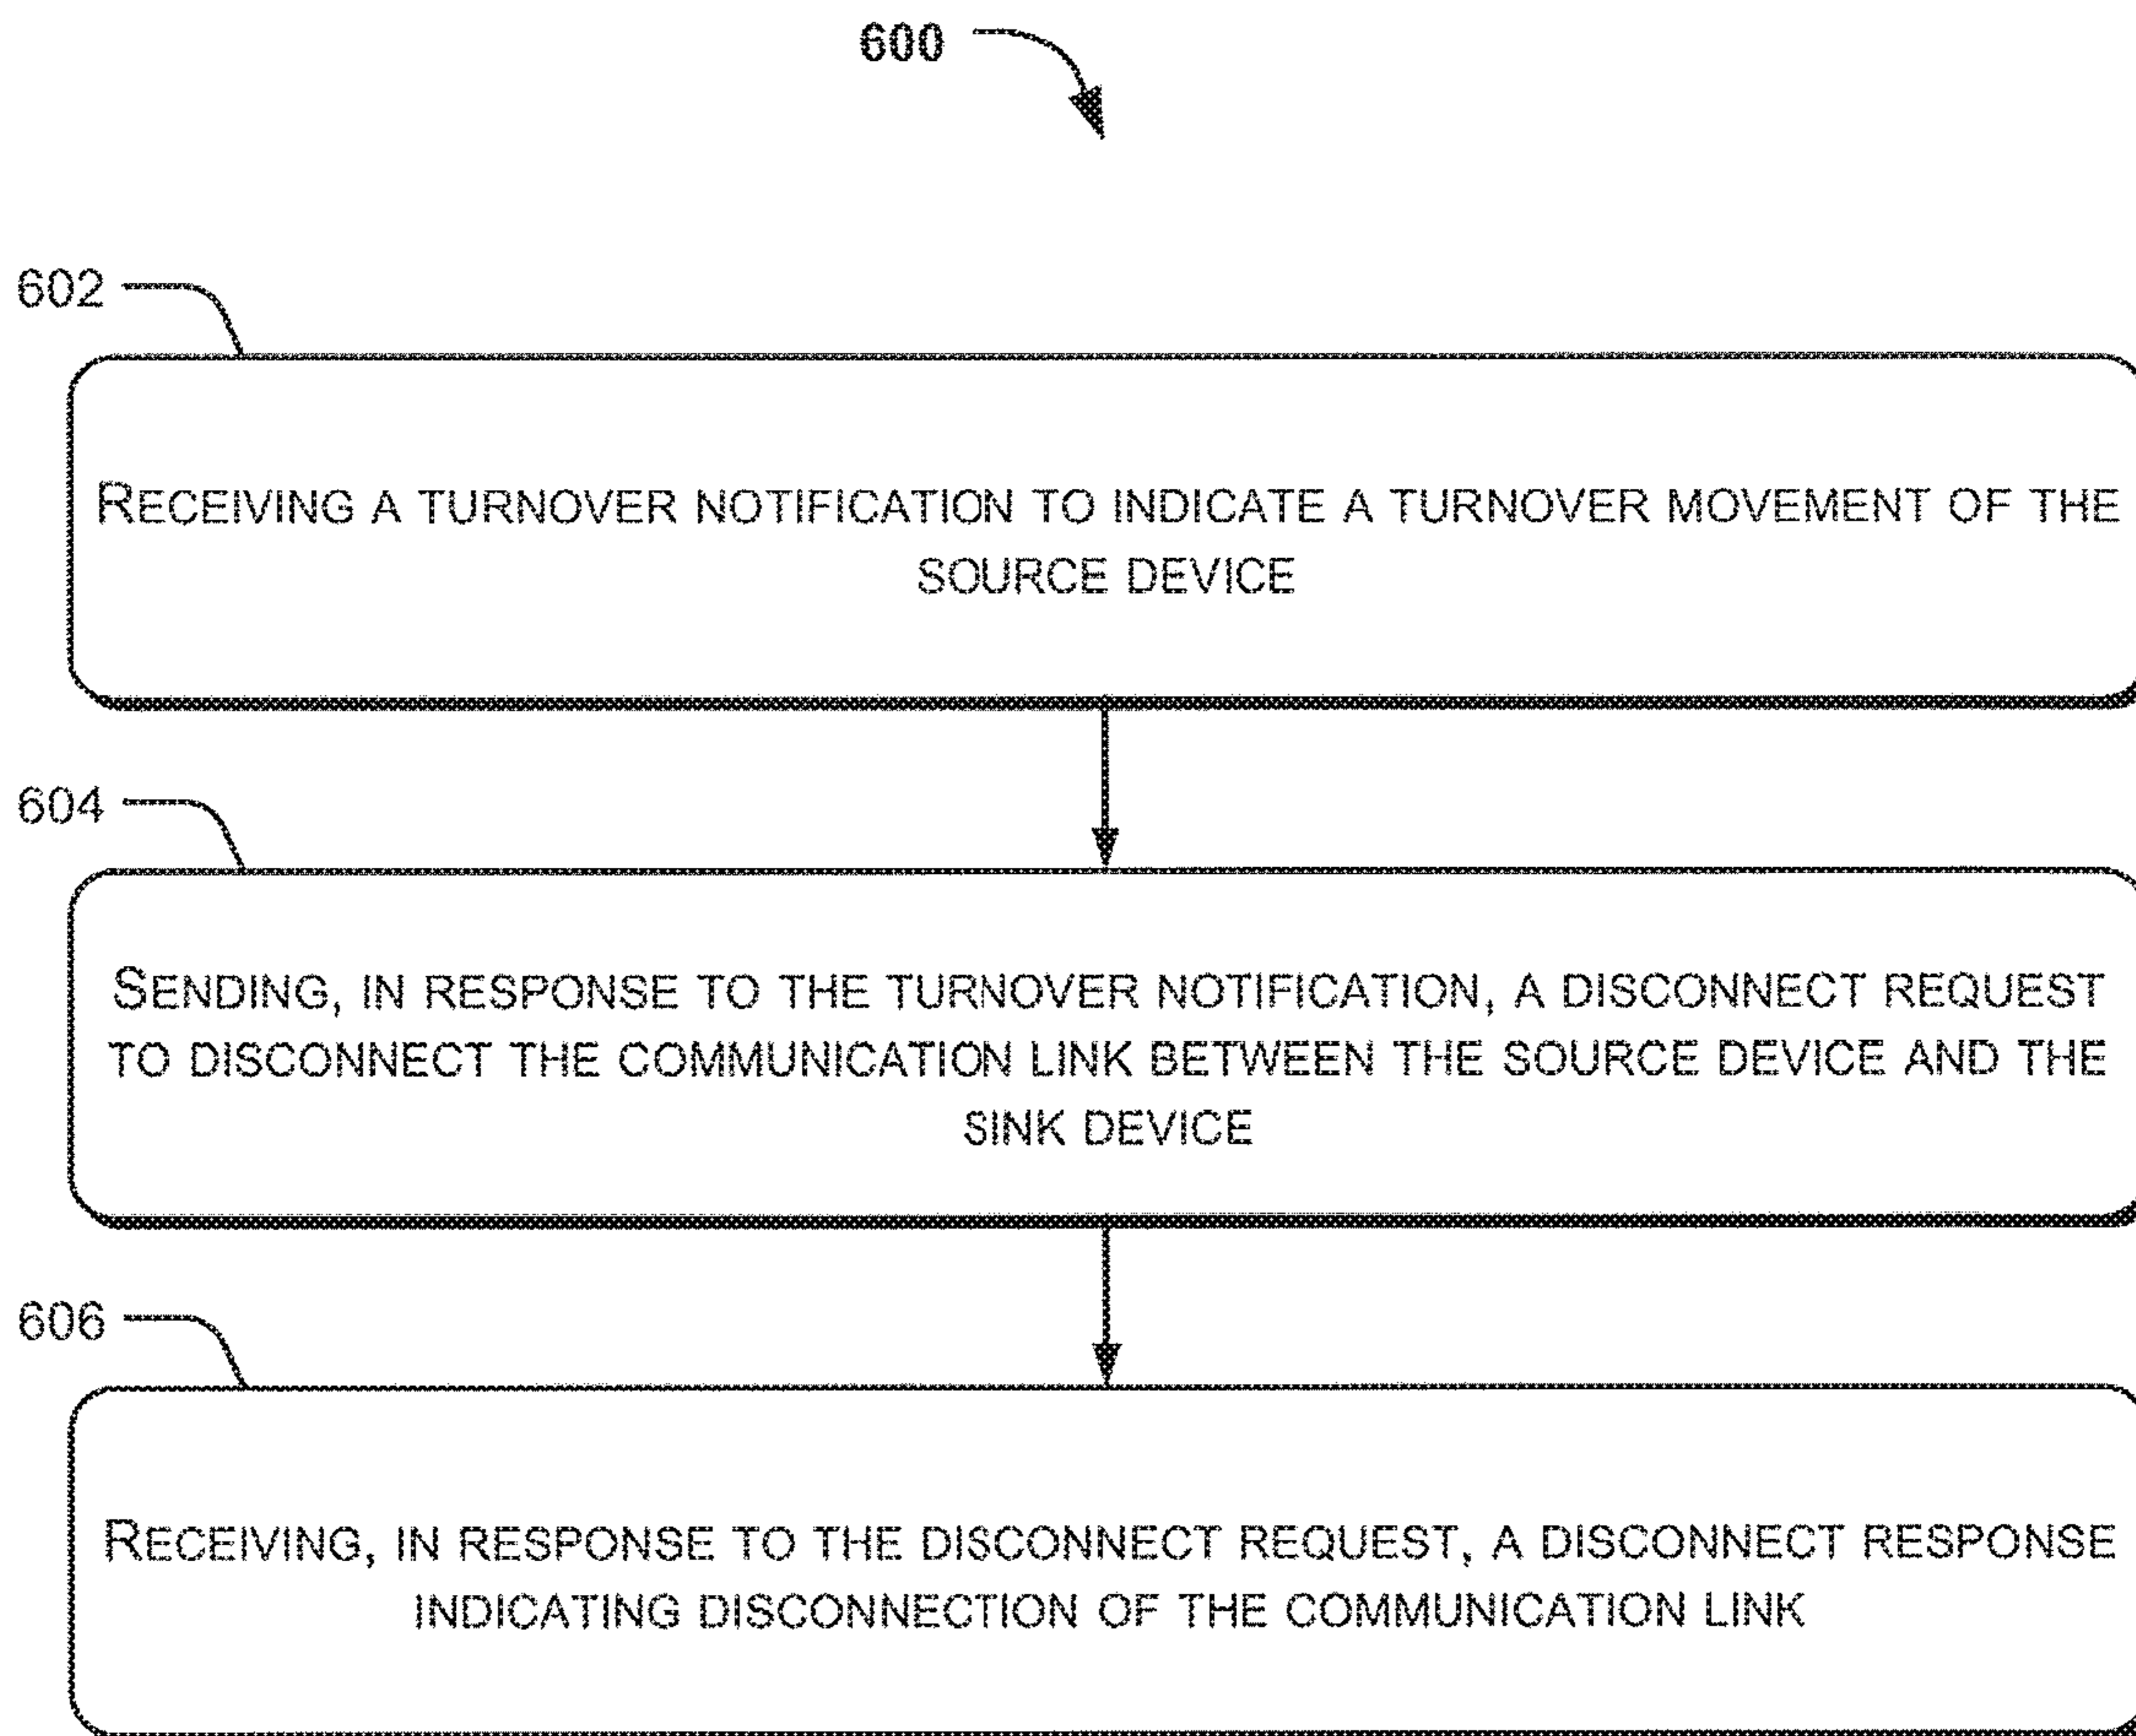 600
602
RECEIVING A TURNOVER NOTIFICATION TO INDICATE A TURNOVER MOVEMENT OF THE
SOURCE DEVICE
604
SENDING, IN RESPONSE TO THE TURNOVER NOTIFICATION, A DISCONNECT REQUEST
TO DISCONNECT THE COMMUNICATION LINK BETWEEN THE SOURCE DEVICE AND THE
SINK DEVICE
606
RECEIVING, IN RESPONSE TO THE DISCONNECT REQUEST, A DISCONNECT RESPONSE
INDICATING DISCONNECTION OF THE COMMUNICATION LINK